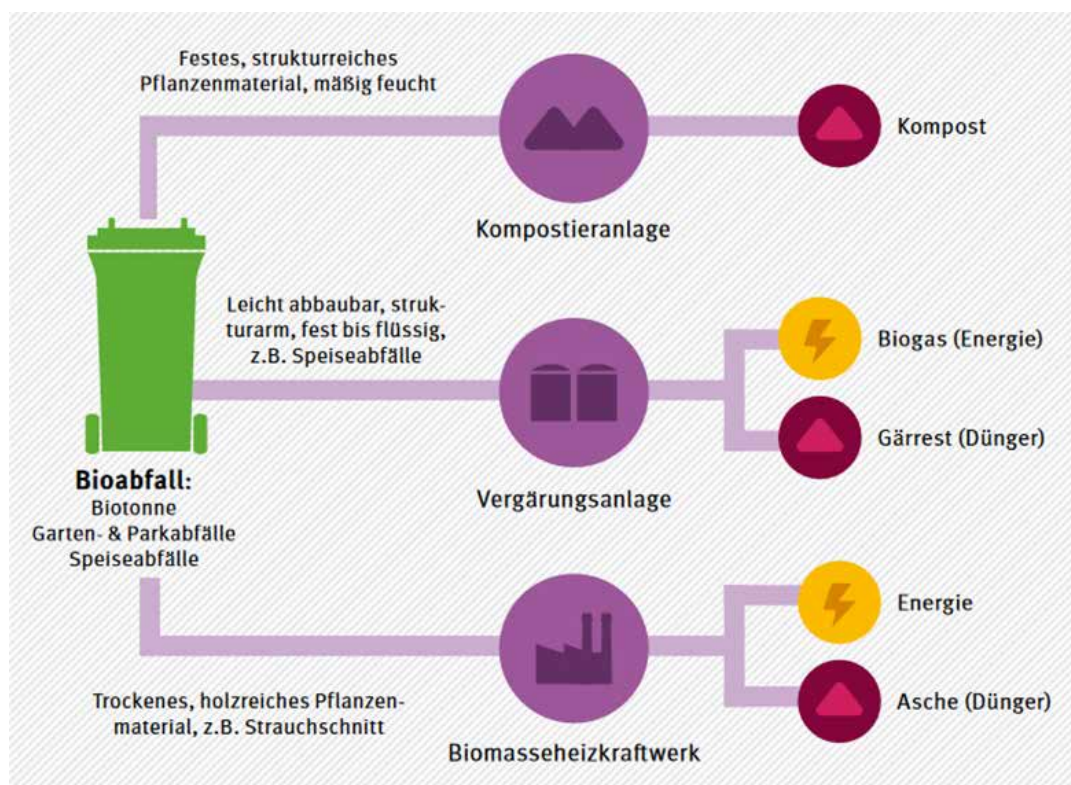 Festes, strukturreiches
Pflanzenmaterial, mäßig feucht
Kompost
Kompostieranlage
Leicht abbaubar, struk-
turarm, fest bis flüssig,
z.B. Speiseabfälle
Biogas (Energie)
Gärrest (Dünger)
Vergärungsanlage
Bioabfall:
Biotonne
Garten- & Parkabfälle
Speiseabfälle
Energie
Asche (Dünger)
Trockenes, holzreiches Pflanzen-
material, z.B. Strauchschnitt
Biomasseheizkraftwerk